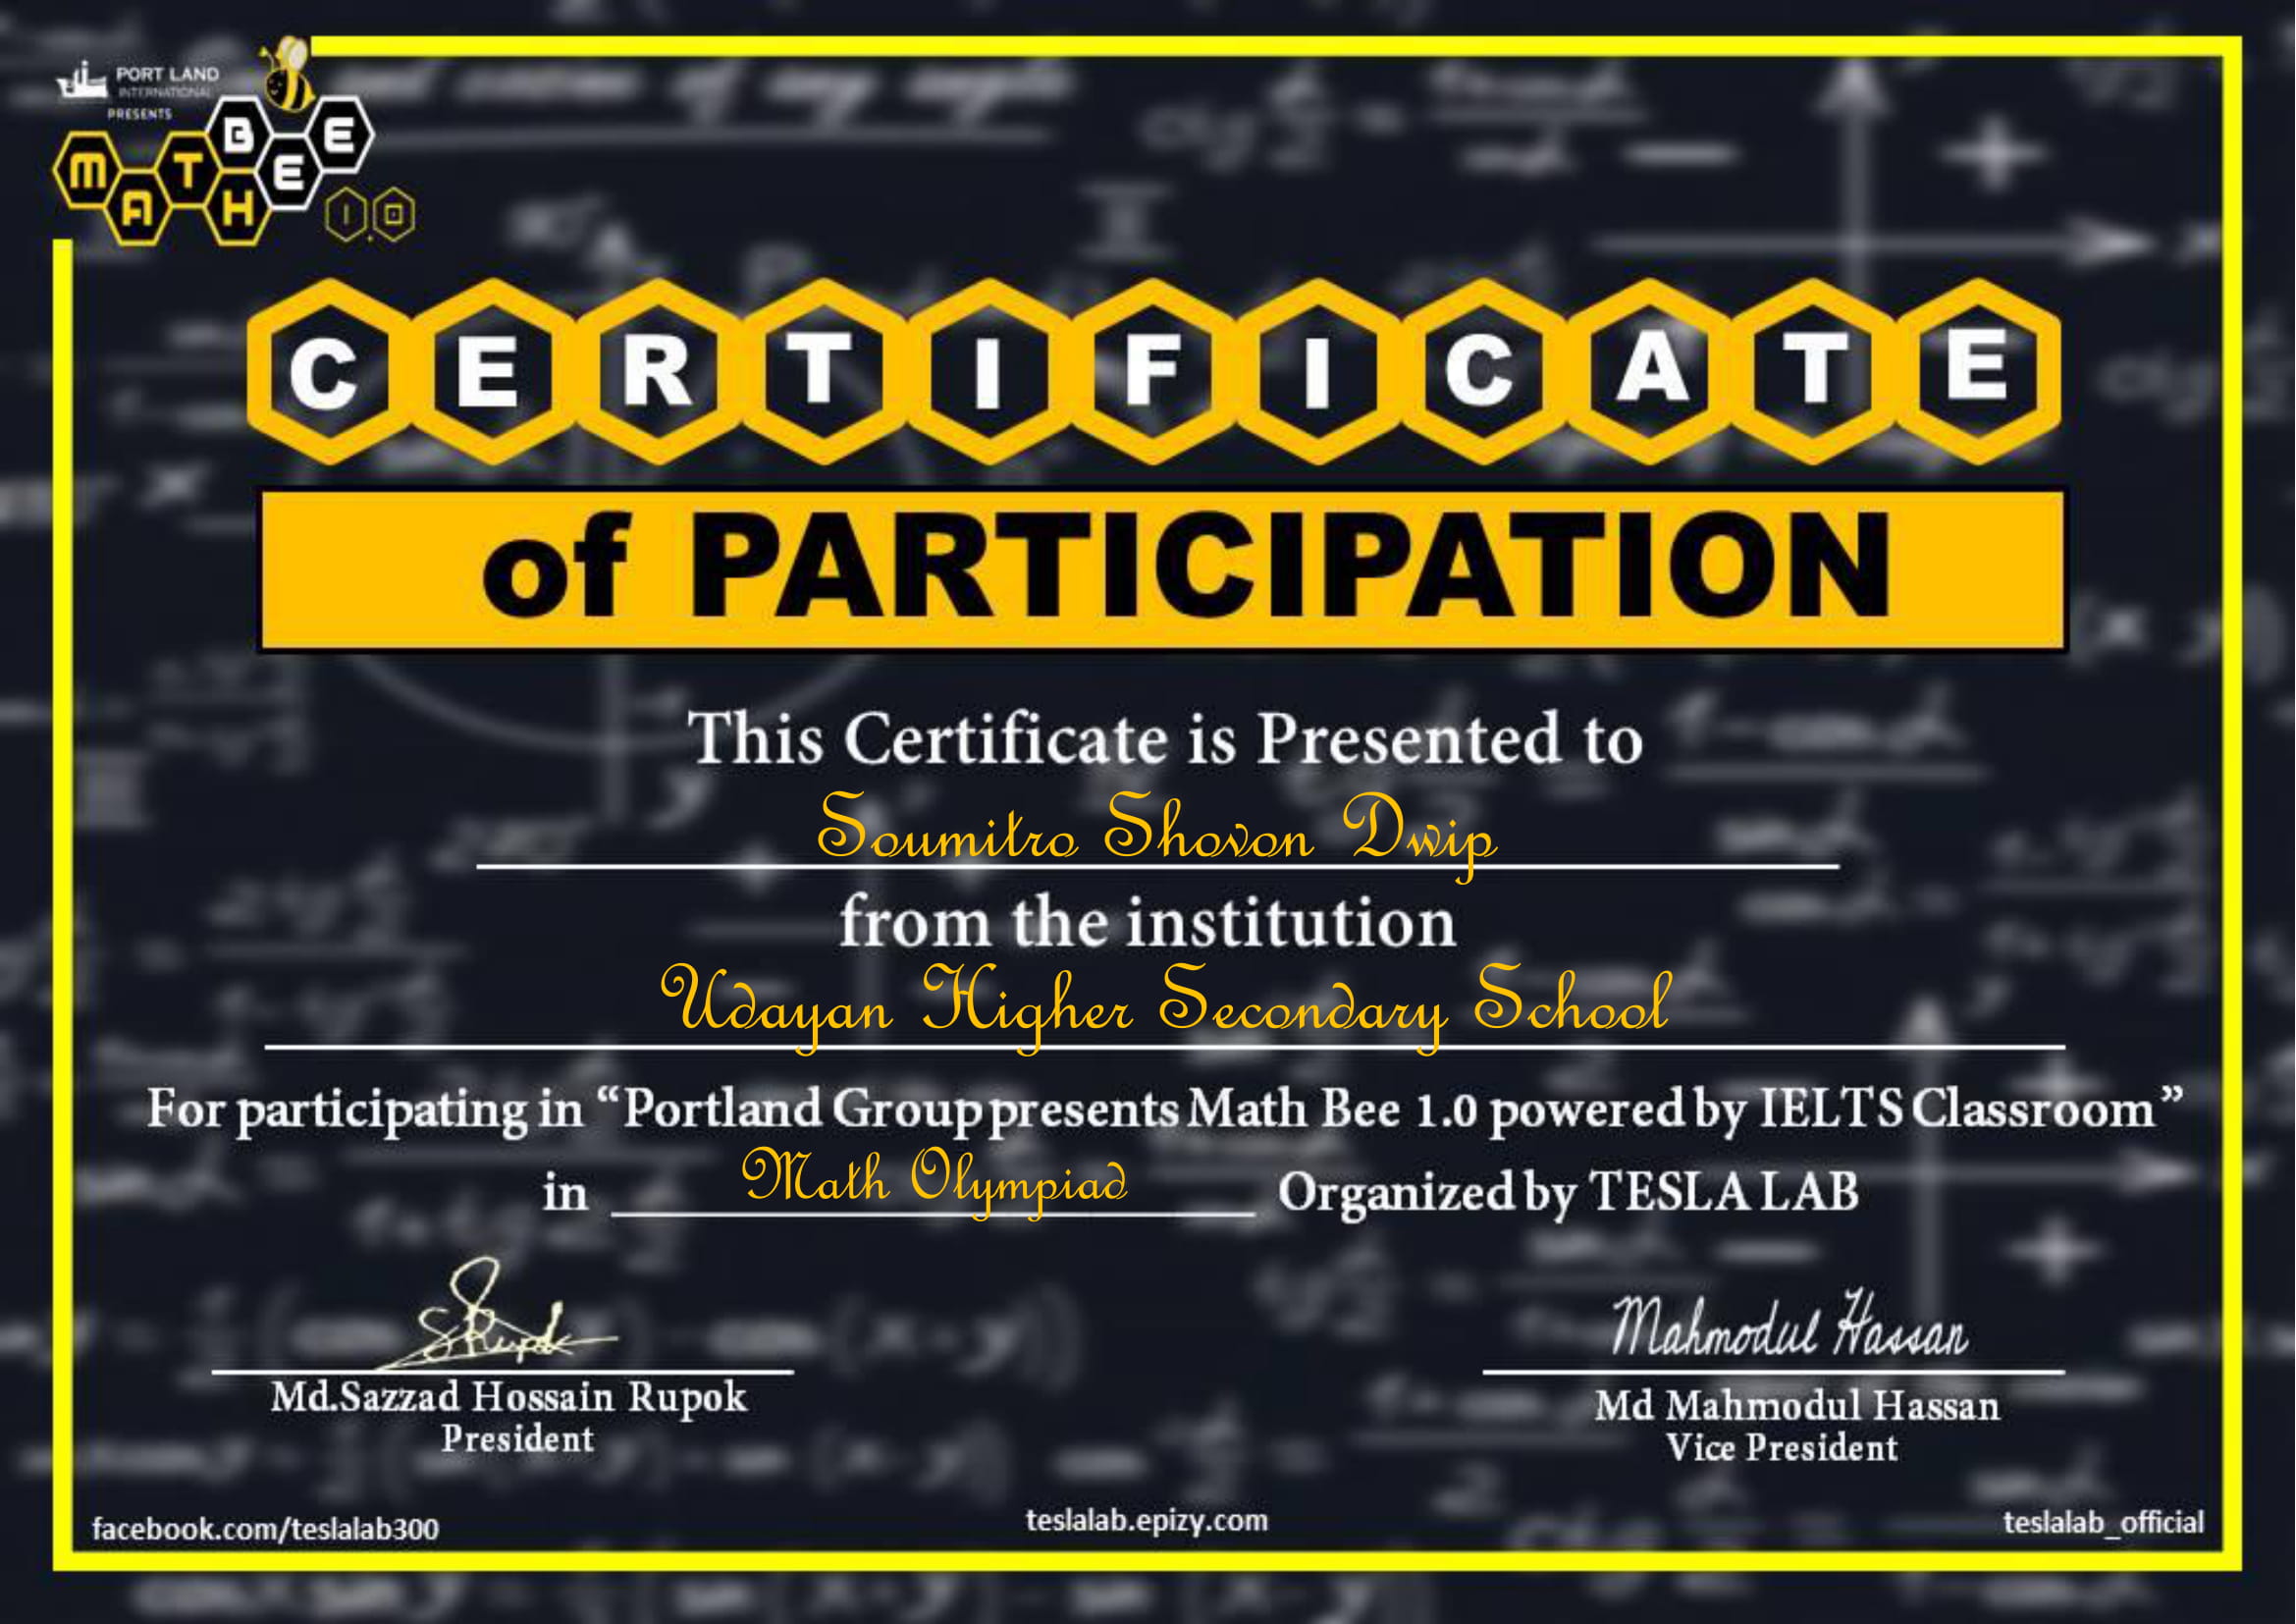 PORT LAND
INTERNATIONAL
PRESENTS
MATH BEE 1.0
CERTIFICATE
of PARTICIPATION
This Certificate is Presented to
Soumitro Shovon Dwip
from the institution
Udayan Higher Secondary School
For participating in “Portland Group presents Math Bee 1.0 powered by IELTS Classroom”
in Math Olympiad Organized by TESLA LAB
SRupok Mahmodul Hassan
Md.Sazzad Hossain Rupok Md Mahmodul Hassan
President Vice President
facebook.com/teslalab300 teslalab.epizy.com teslalab_official